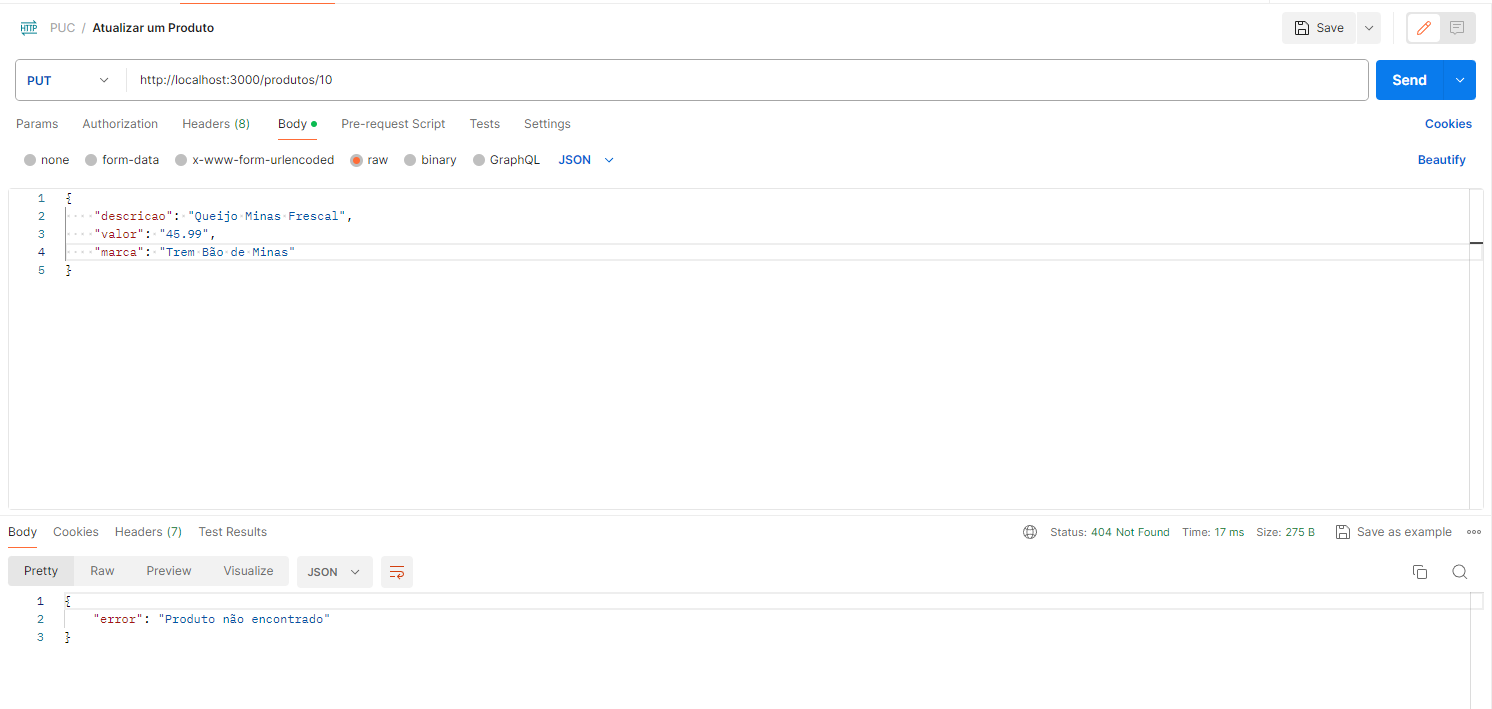 HTTP PUC / Atualizar um Produto Save
PUT http://localhost:3000/produtos/10 Send
Params Authorization Headers (8) Body Pre-request Script Tests Settings Cookies
none form-data x-www-form-urlencoded raw binary GraphQL JSON Beautify
1 {
2 "descricao": "Queijo Minas Frescal",
3 "valor": "45.99",
4 "marca": "Trem Bão de Minas"
5 }
Body Cookies Headers (7) Test Results Status: 404 Not Found Time: 17 ms Size: 275 B Save as example
Pretty Raw Preview Visualize JSON
1 {
2 "error": "Produto não encontrado"
3 }